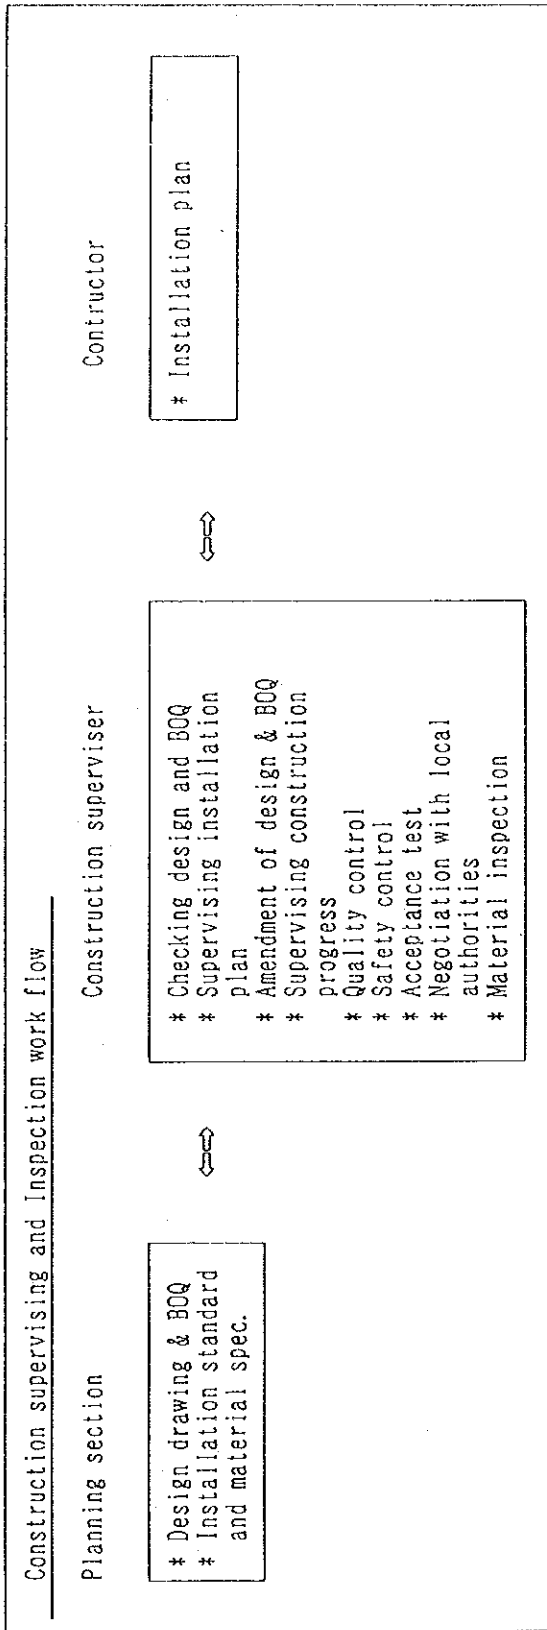 Construction supervising and Inspection work flow
Planning section
* Design drawing & BOQ
* Installation standard
and material spec.
Construction superviser
* Checking design and BOQ
* Supervising installation
plan
* Amendment of design & BOQ
* Supervising construction
progress
* Quality control
* Safety control
* Acceptance test
* Negotiation with local
authorities
* Material inspection
Contructor
* Installation plan